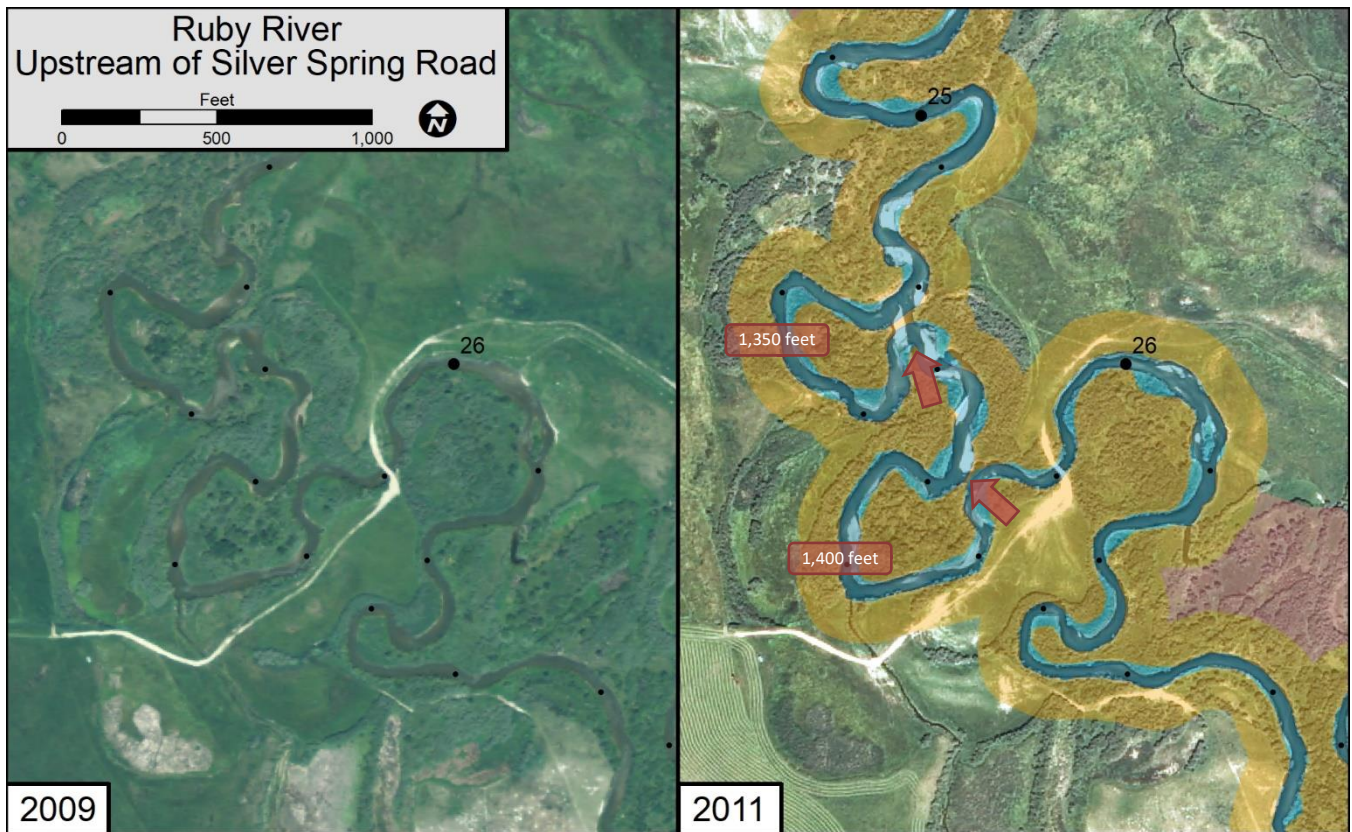 Ruby River
Upstream of Silver Spring Road
Feet
0 500 1,000
N
26
2009
25
1,350 feet
26
1,400 feet
2011